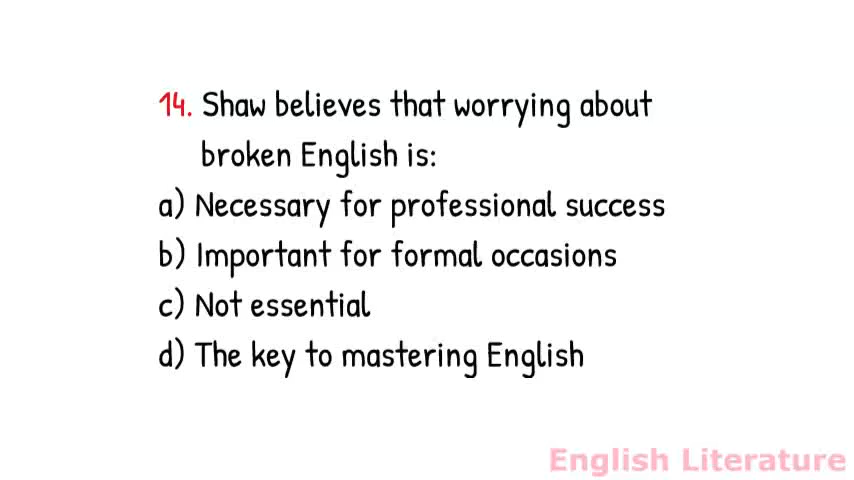 14. Shaw believes that worrying about
broken English is:
a) Necessary for professional success
b) Important for formal occasions
c) Not essential
d) The key to mastering English
English Literature